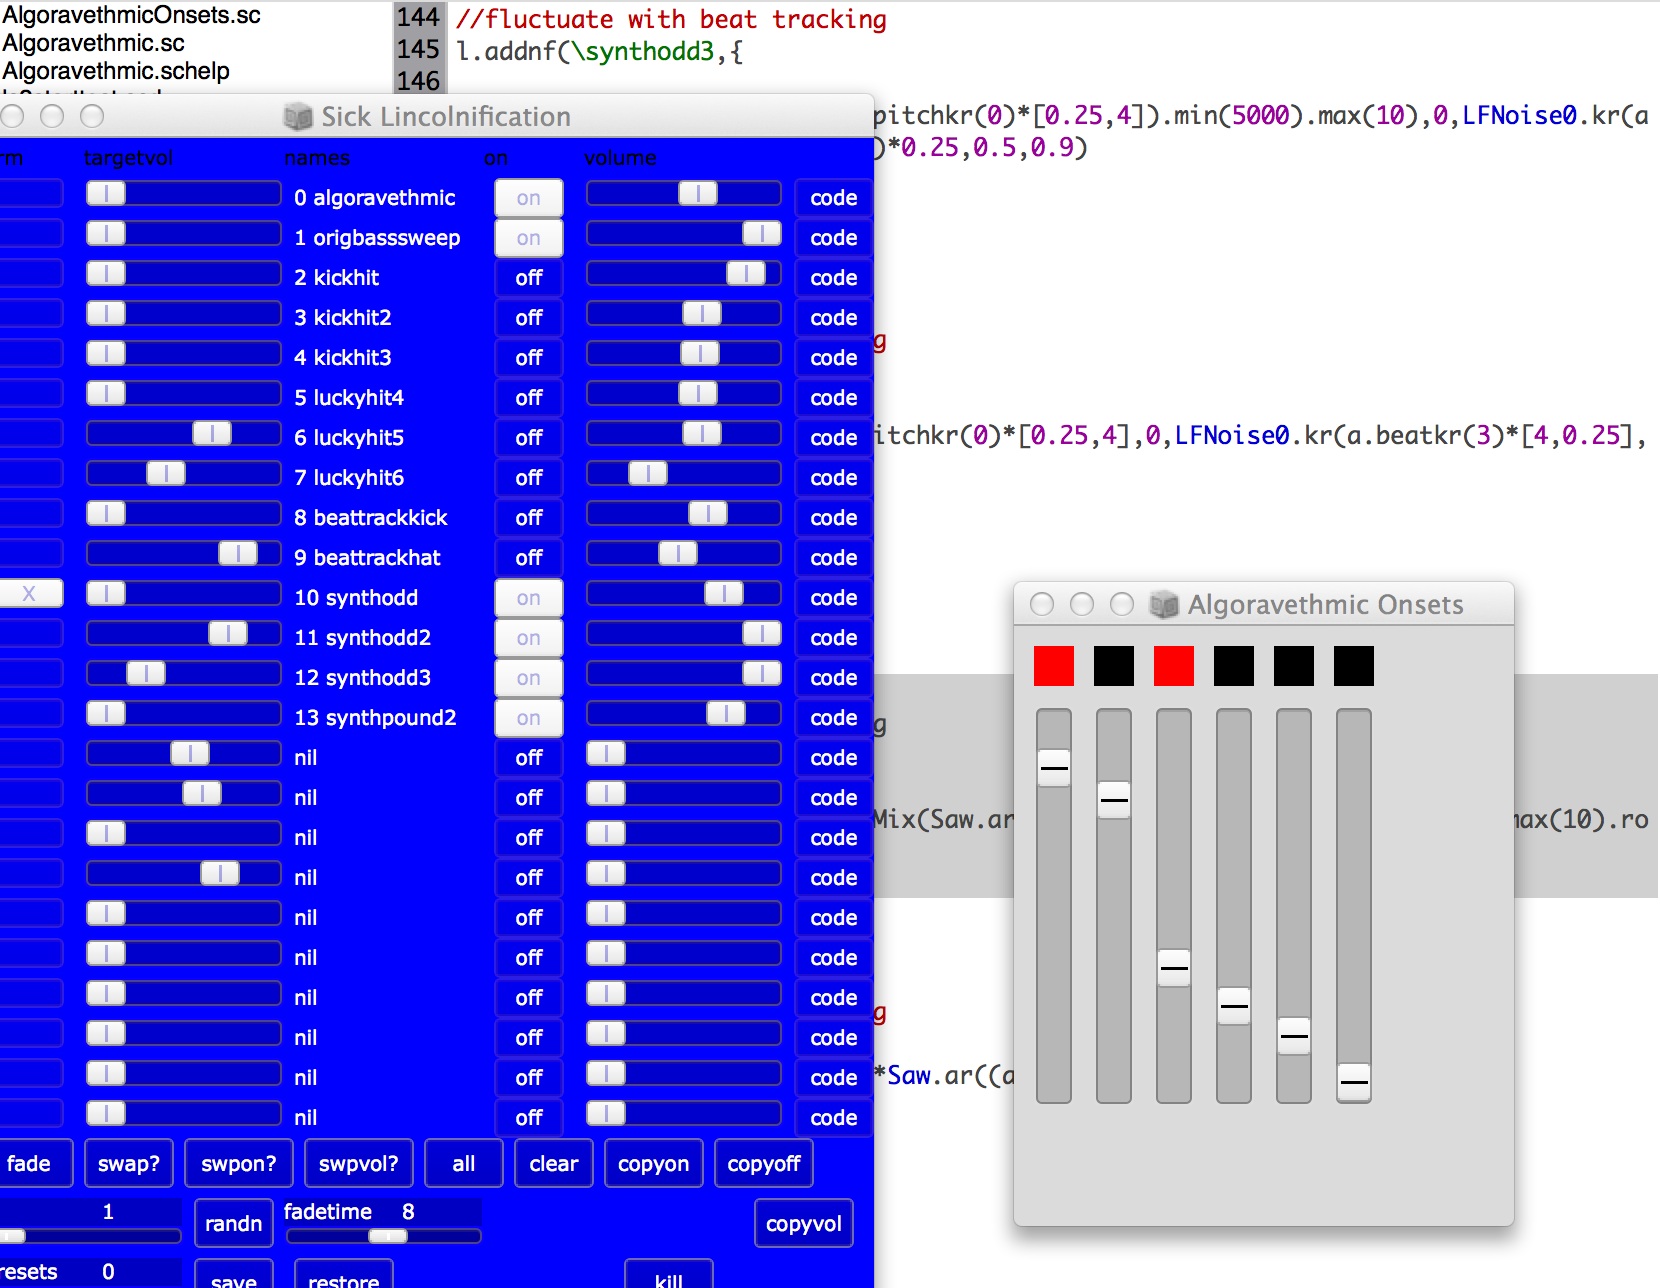 AlgoravethmicOnsets.sc
Algoravethmic.sc
Algoravethmic.schelp
144 //fluctuate with beat tracking
145 l.addnf(\synthodd3,{
146
pitchkr(0)*[0.25,4]).min(5000).max(10),0,LFNoise0.kr(a
)*0.25,0.5,0.9)
g
itchkr(0)*[0.25,4],0,LFNoise0.kr(a.beatkr(3)*[4,0.25],
g
Mix(Saw.ar
max(10).ro
g
*Saw.ar((a
Sick Lincolnification
rm targetvol names on volume
0 algoravethmic on code
1 origbasssweep on code
2 kickhit off code
3 kickhit2 off code
4 kickhit3 off code
5 luckyhit4 off code
6 luckyhit5 off code
7 luckyhit6 off code
8 beattrackkick off code
9 beattrackhat off code
X 10 synthodd on code
11 synthodd2 on code
12 synthodd3 on code
13 synthpound2 on code
nil off code
nil off code
nil off code
nil off code
nil off code
nil off code
nil off code
nil off code
nil off code
nil off code
fade swap? swpon? swpvol? all clear copyon copyoff
1 randn fadetime 8 copyvol
resets 0 save restore kill
Algoravethmic Onsets